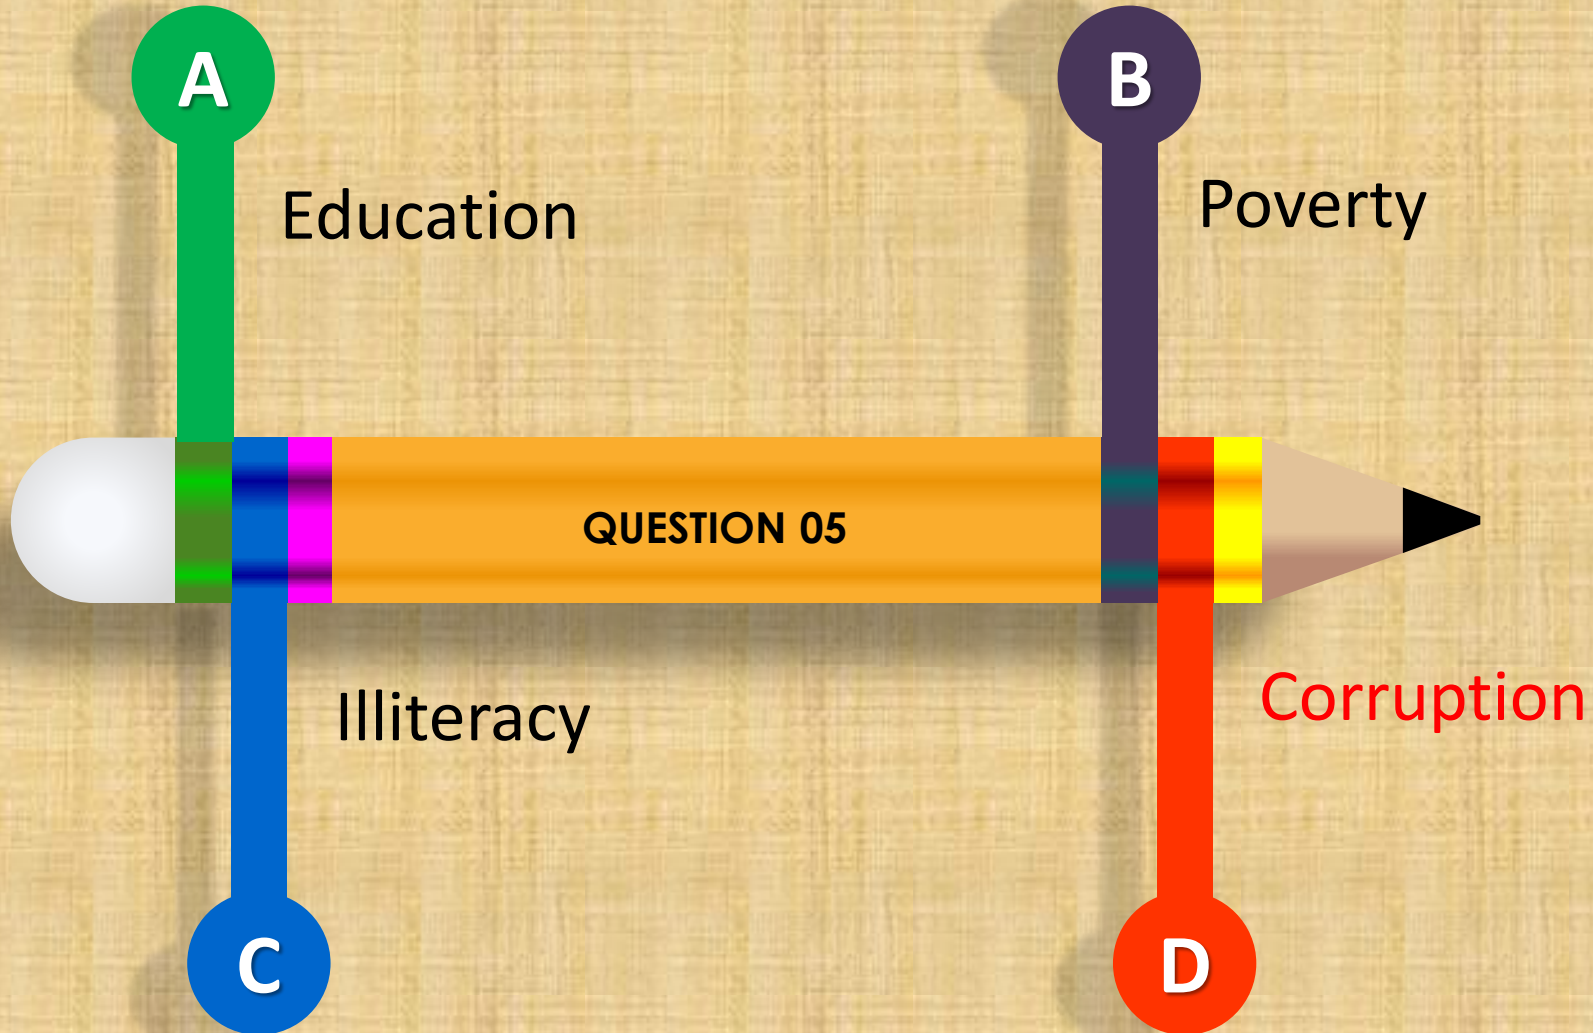 A
Education
B
Poverty
QUESTION 05
C
Illiteracy
D
Corruption